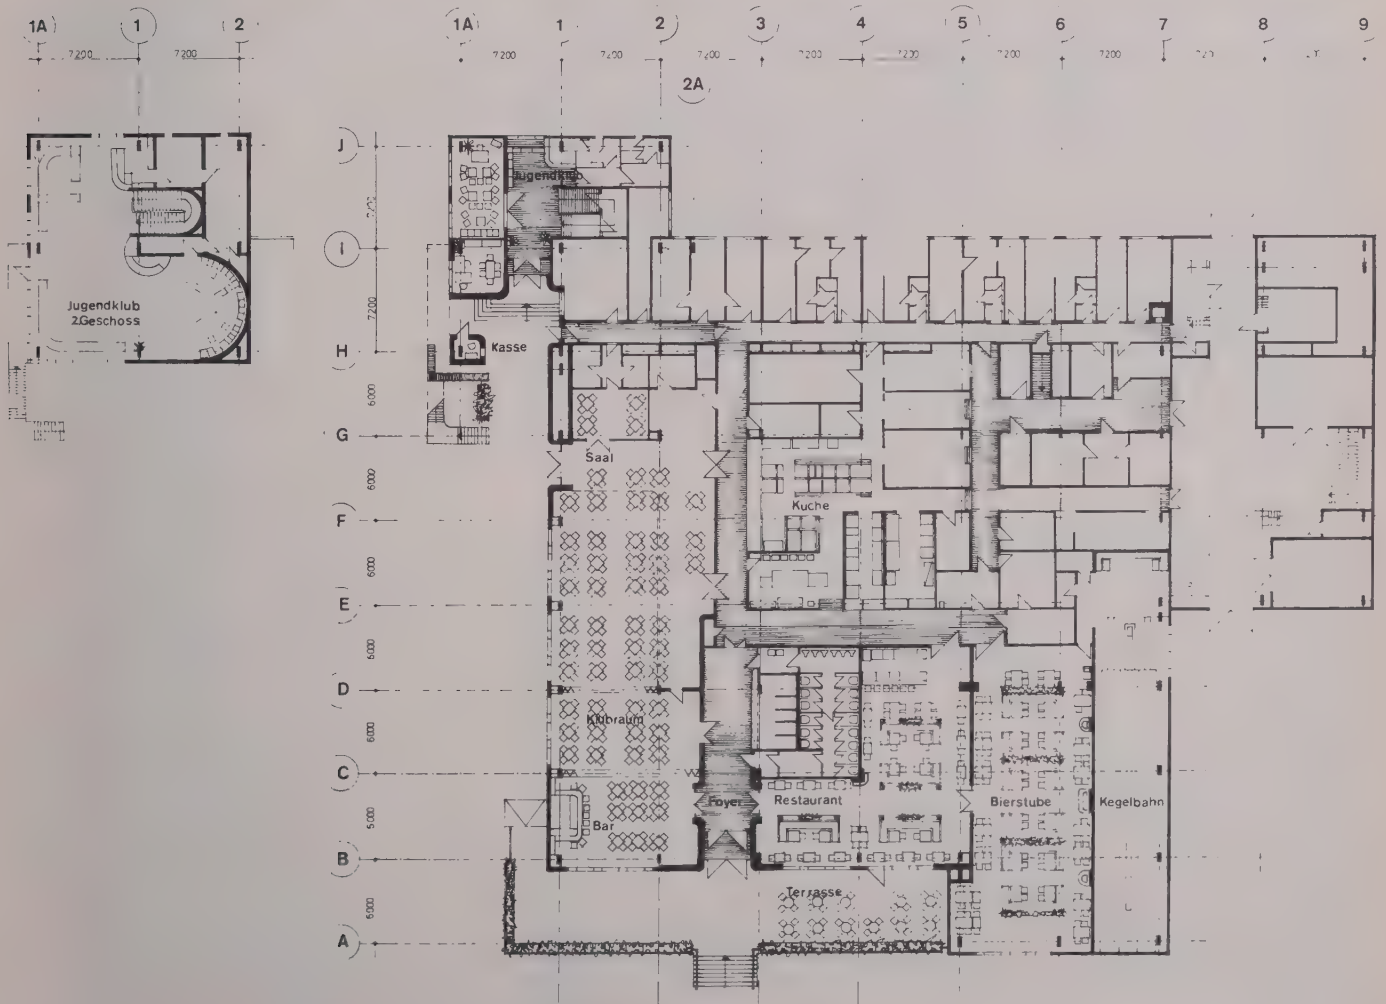 1A 1 2 1A 1 2 3 4 5 6 7 8 9
7200 7200 7200 7200 7200 7200 7200 7200 7200
2A
J
Jugendklub
7200
I
Jugendklub
2.Geschoss
7200
H
Kasse
6000
G
Saal
6000
Küche
F
6000
E
6000
D
Klubraum
6000
C
Foyer Restaurant Bierstube Kegelbahn
6000
Bar
B
Terrasse
6000
A